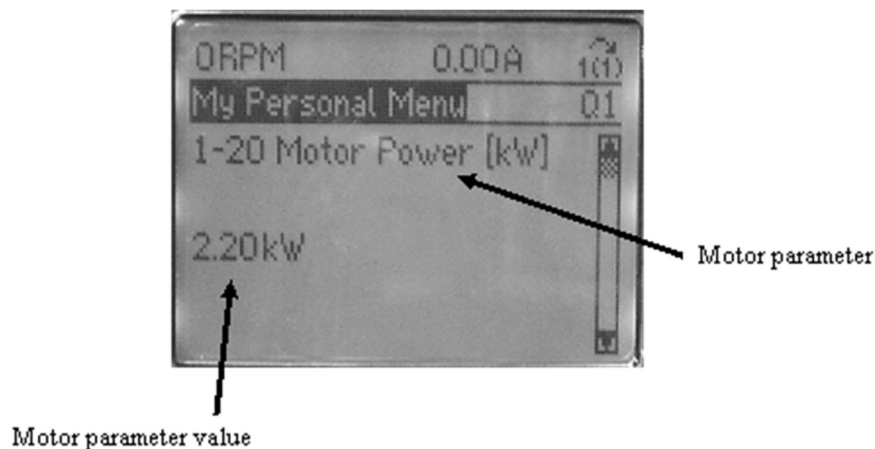 0RPM 0.00A 1(1)
My Personal Menu Q1
1-20 Motor Power [kW]
2.20kW
Motor parameter
Motor parameter value